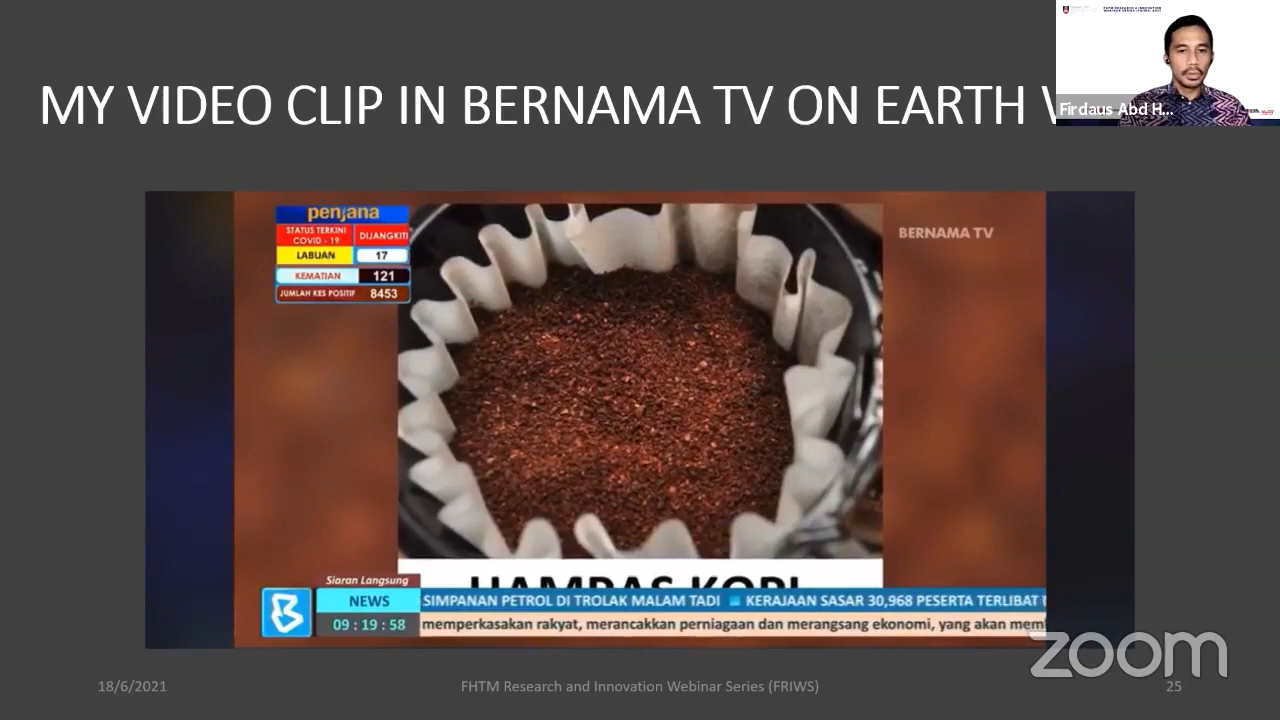 MY VIDEO CLIP IN BERNAMA TV ON EARTH
Firdaus Abd H...
penjana
STATUS TERKINI
COVID - 19
DIJANGKITI
LABUAN
17
KEMATIAN
121
JUMLAH KES POSITIF
8453
BERNAMA TV
HAMPAS KOPI
Siaran Langsung
NEWS
09 : 19 : 58
SIMPANAN PETROL DI TROLAK MALAM TADI
KERAJAAN SASAR 30,968 PESERTA TERLIBAT
memperkasakan rakyat, merancakkan perniagaan dan merangsang ekonomi, yang akan
zoom
18/6/2021
FHTM Research and Innovation Webinar Series (FRIWS)
25